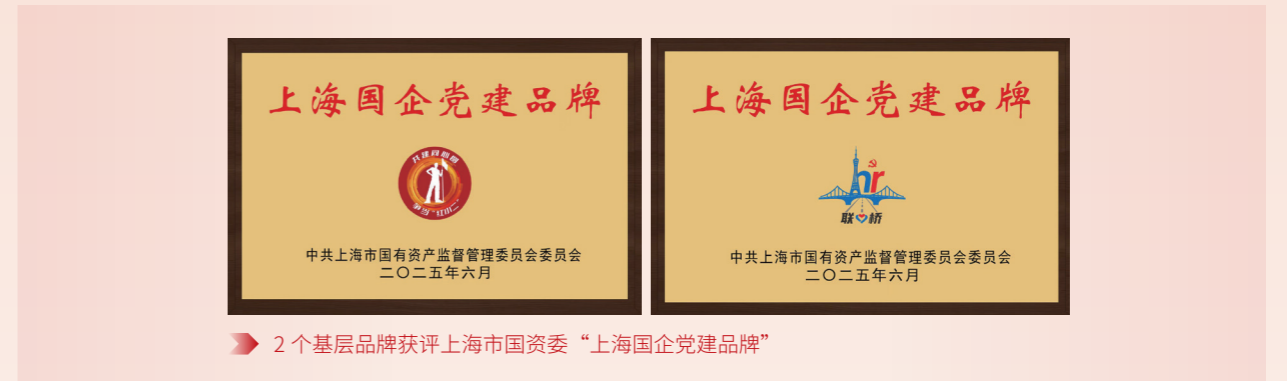 上海国企党建品牌
共建同心圆
争当“红小二”
中共上海市国有资产监督管理委员会委员会
二〇二五年六月
上海国企党建品牌
hr
联心桥
中共上海市国有资产监督管理委员会委员会
二〇二五年六月
2 个基层品牌获评上海市国资委“上海国企党建品牌”